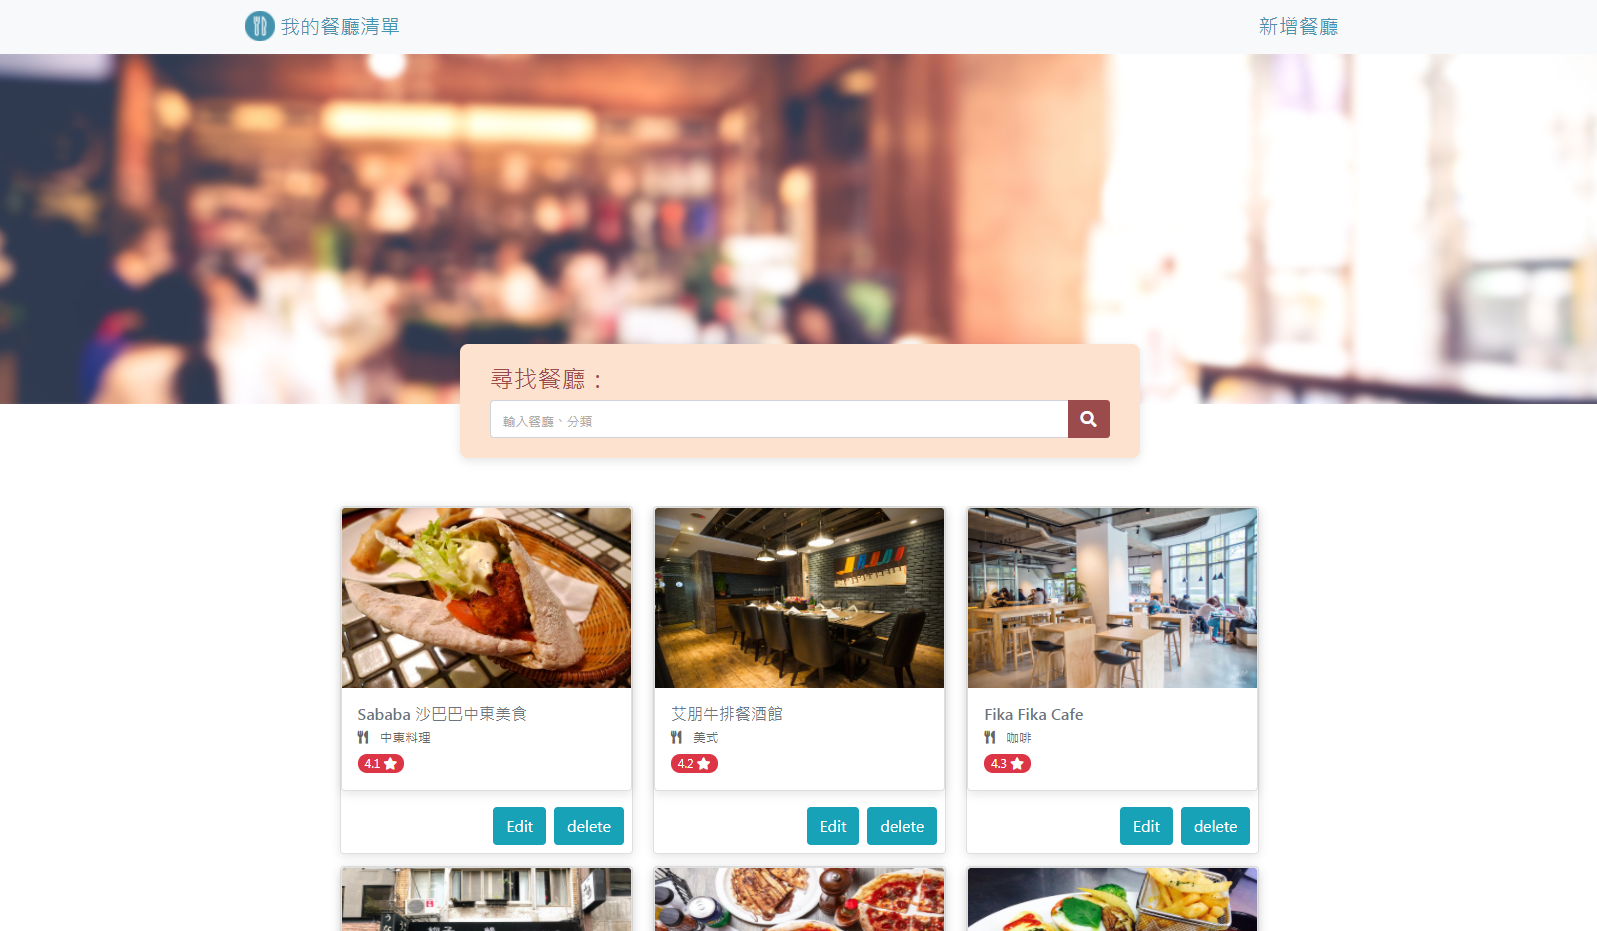 我的餐廳清單
新增餐廳
尋找餐廳：
輸入餐廳、分類
Sababa 沙巴巴中東美食
中東料理
4.1
Edit delete
艾朋牛排餐酒館
美式
4.2
Edit delete
Fika Fika Cafe
咖啡
4.3
Edit delete